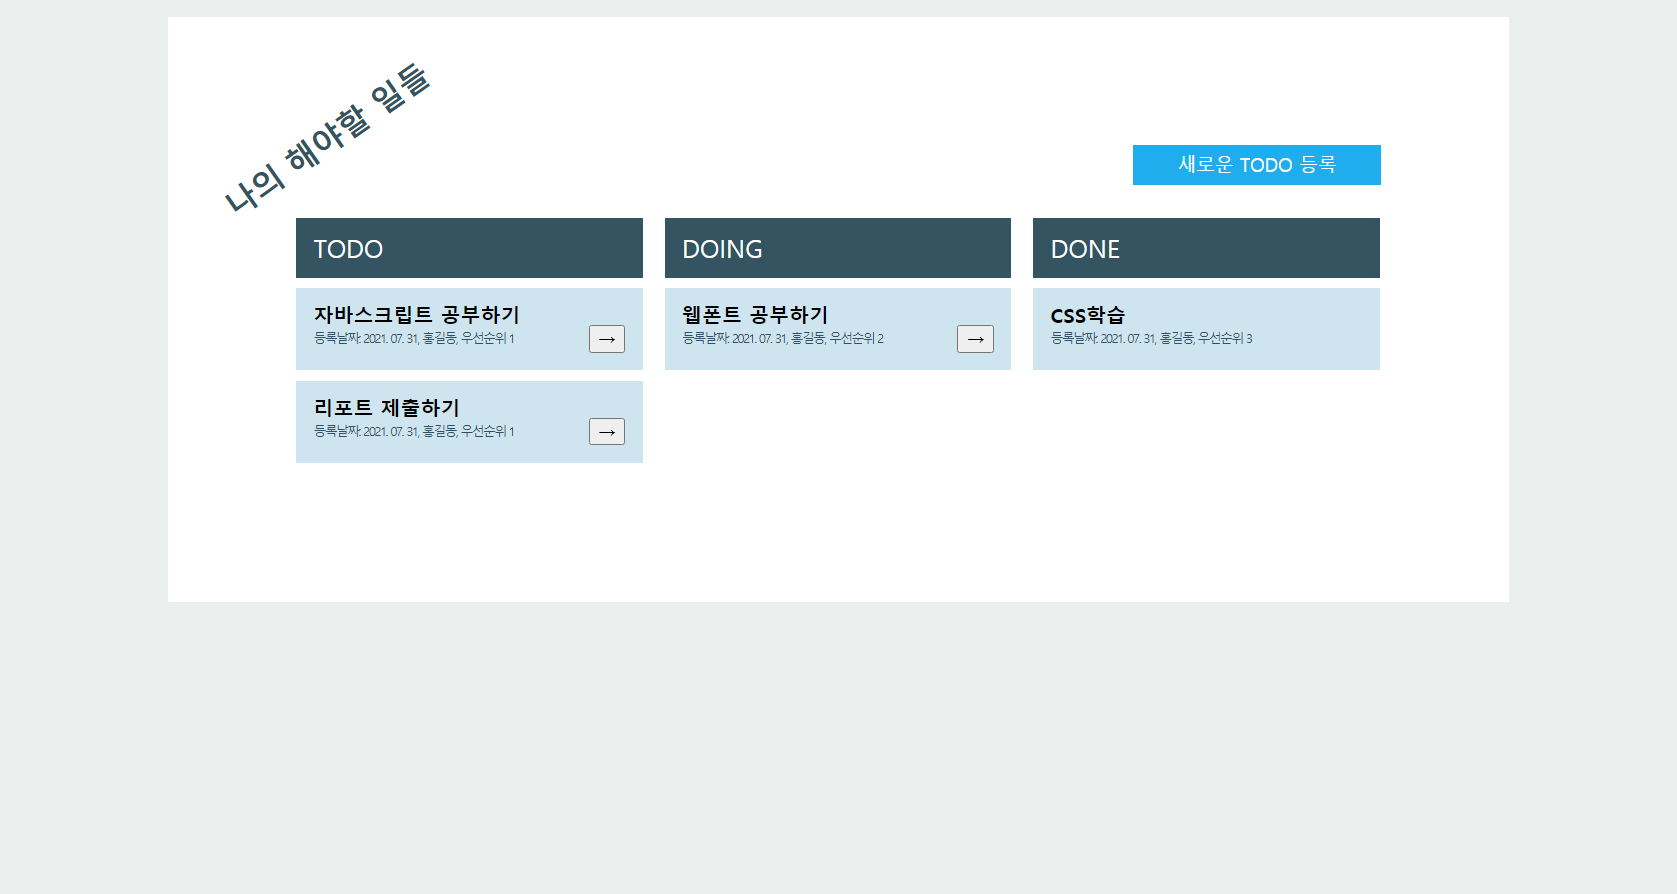 나의 해야할 일들
새로운 TODO 등록
TODO
자바스크립트 공부하기
등록날짜: 2021. 07. 31, 홍길동, 우선순위 1
→
리포트 제출하기
등록날짜: 2021. 07. 31, 홍길동, 우선순위 1
→
DOING
웹폰트 공부하기
등록날짜: 2021. 07. 31, 홍길동, 우선순위 2
→
DONE
CSS학습
등록날짜: 2021. 07. 31, 홍길동, 우선순위 3